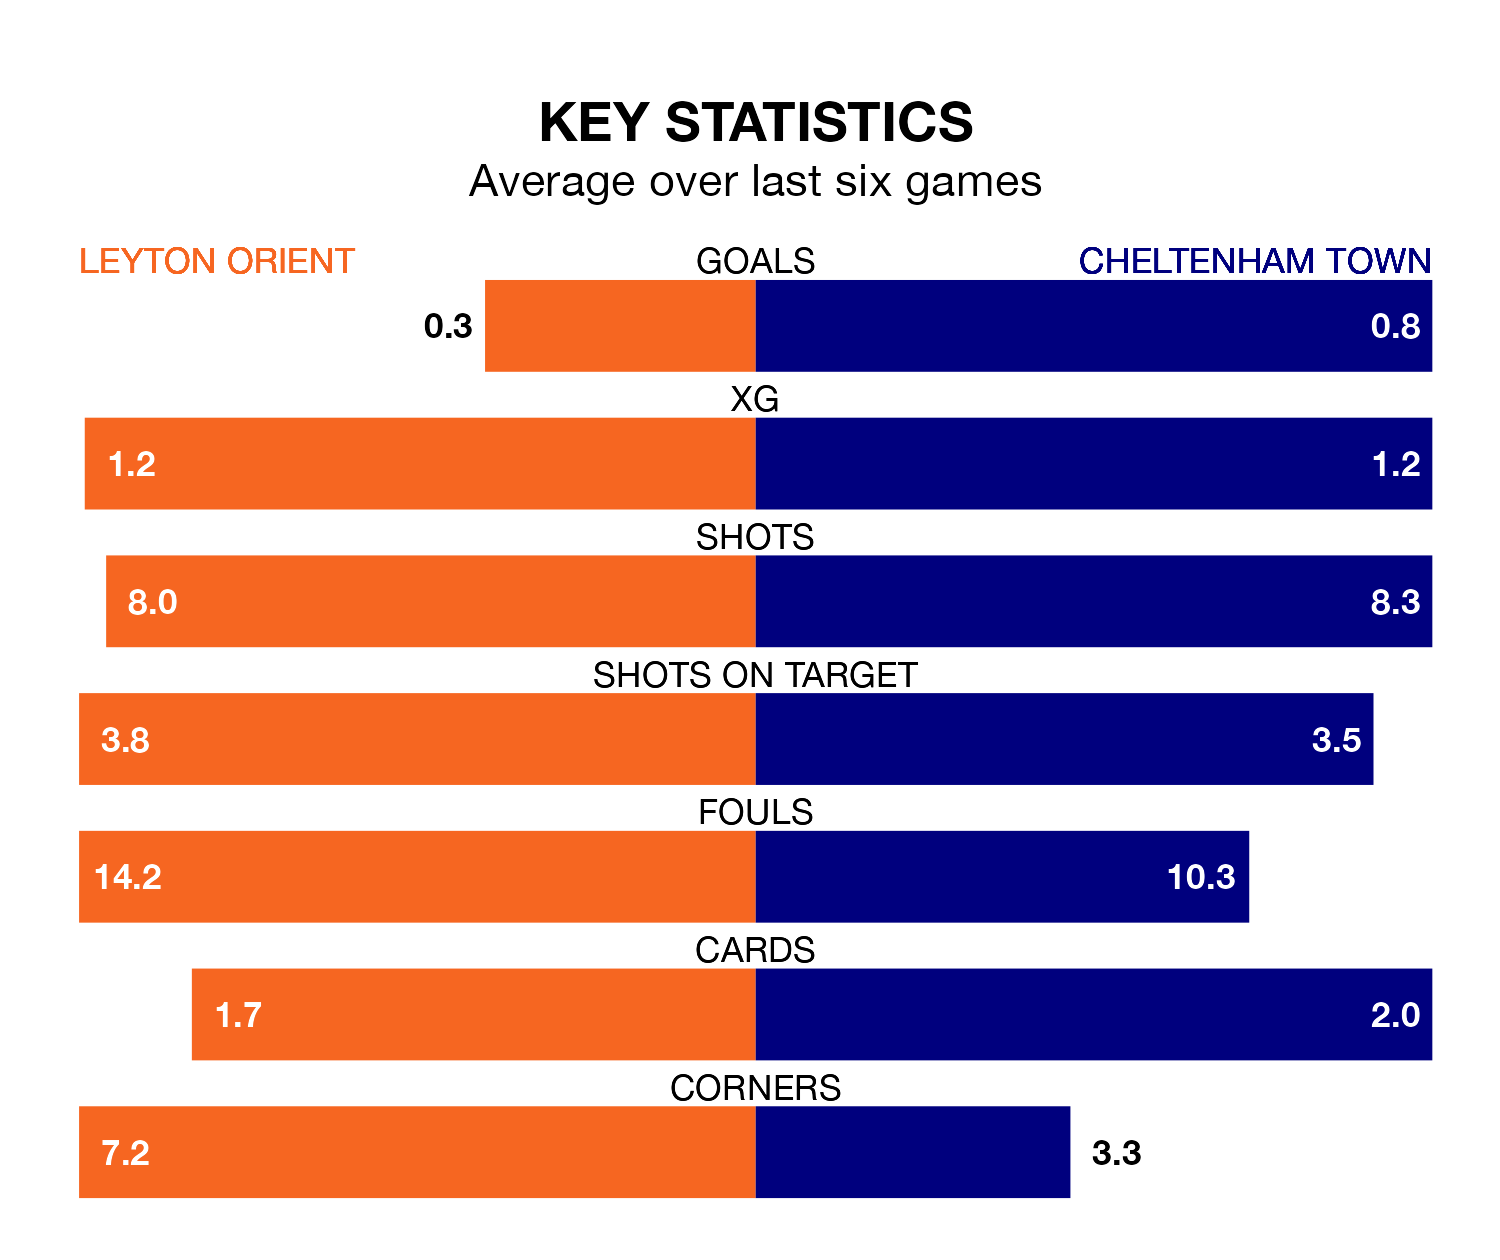 KEY STATISTICS
Average over last six games
LEYTON ORIENT GOALS CHELTENHAM TOWN
0.3 0.8
XG
1.2 1.2
SHOTS
8.0 8.3
SHOTS ON TARGET
3.8 3.5
FOULS
14.2 10.3
CARDS
1.7 2.0
CORNERS
7.2 3.3